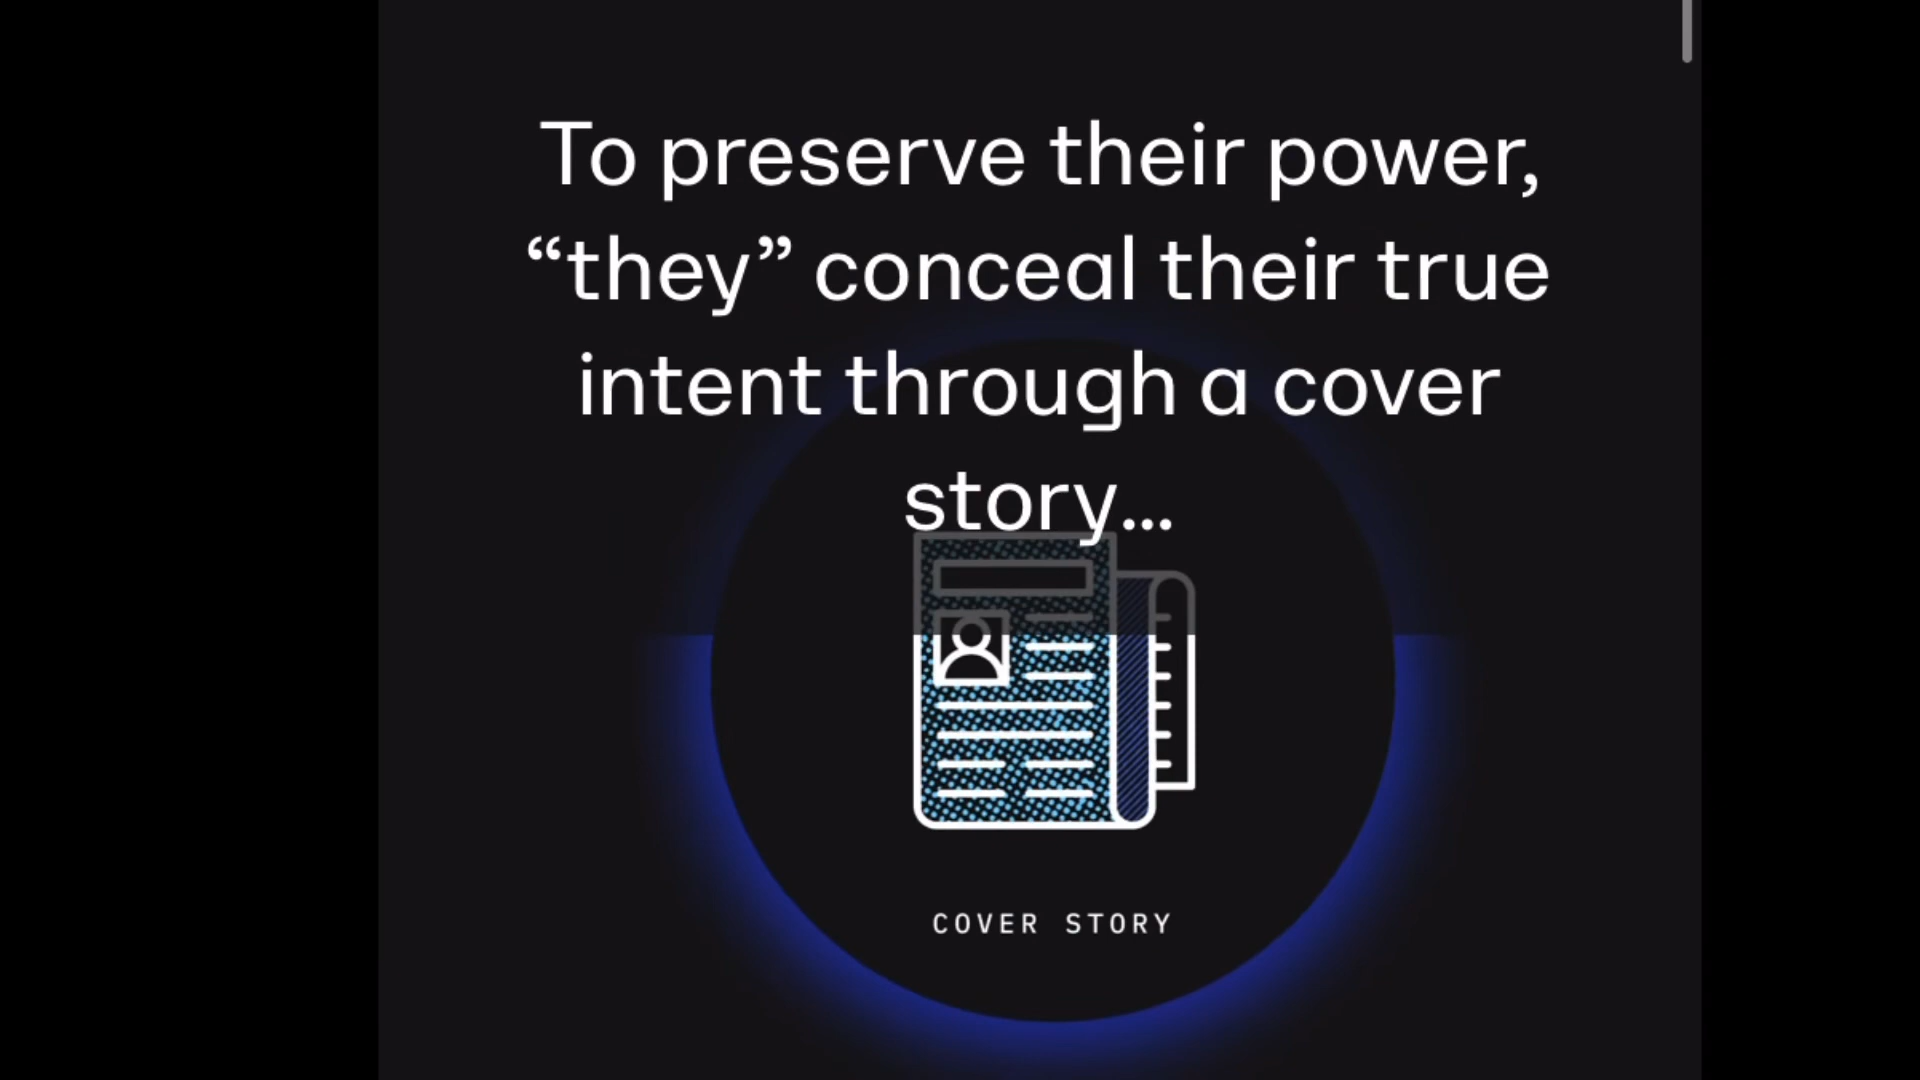 To preserve their power,
“they” conceal their true
intent through a cover
story...
COVER STORY